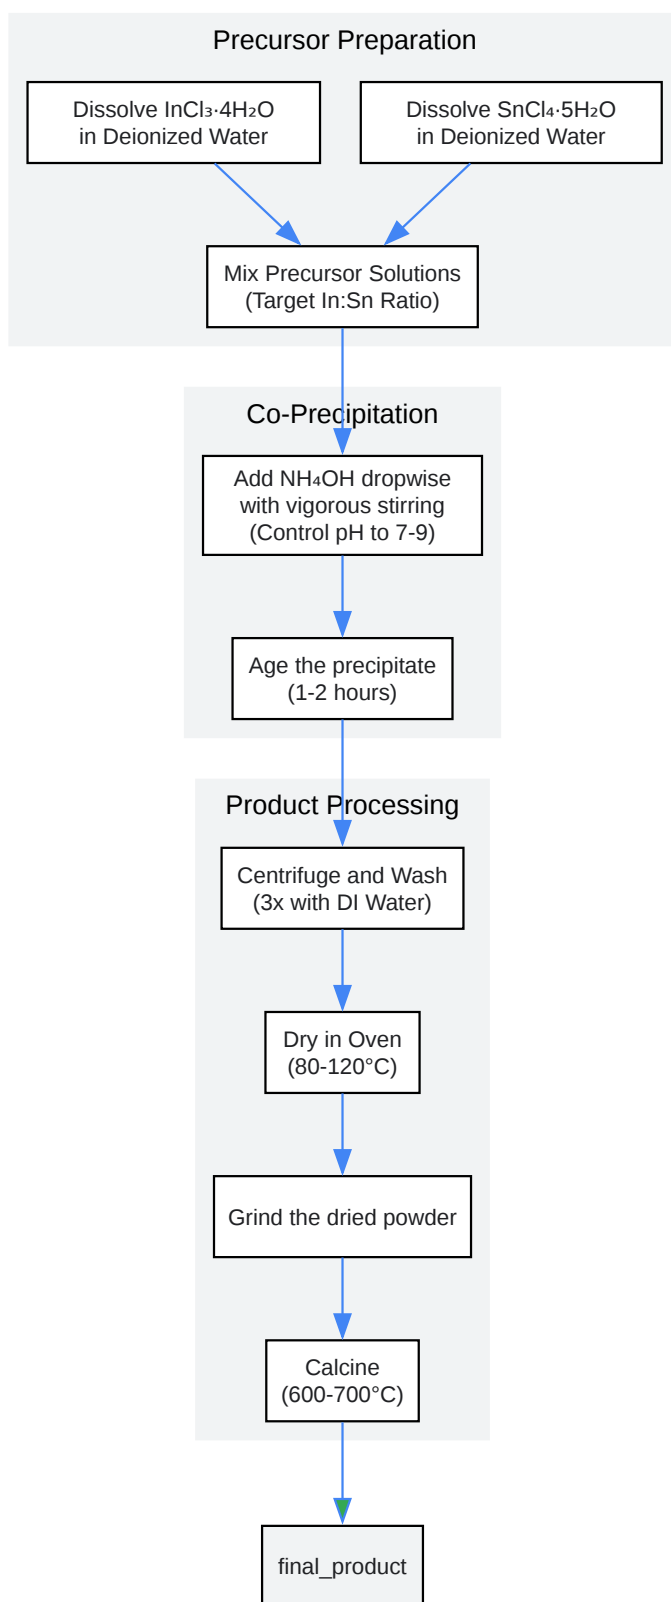 Precursor Preparation
Dissolve InCl₃·4H₂O
in Deionized Water
Dissolve SnCl₄·5H₂O
in Deionized Water
Mix Precursor Solutions
(Target In:Sn Ratio)
Co-Precipitation
Add NH₄OH dropwise
with vigorous stirring
(Control pH to 7-9)
Age the precipitate
(1-2 hours)
Product Processing
Centrifuge and Wash
(3x with DI Water)
Dry in Oven
(80-120°C)
Grind the dried powder
Calcine
(600-700°C)
final_product